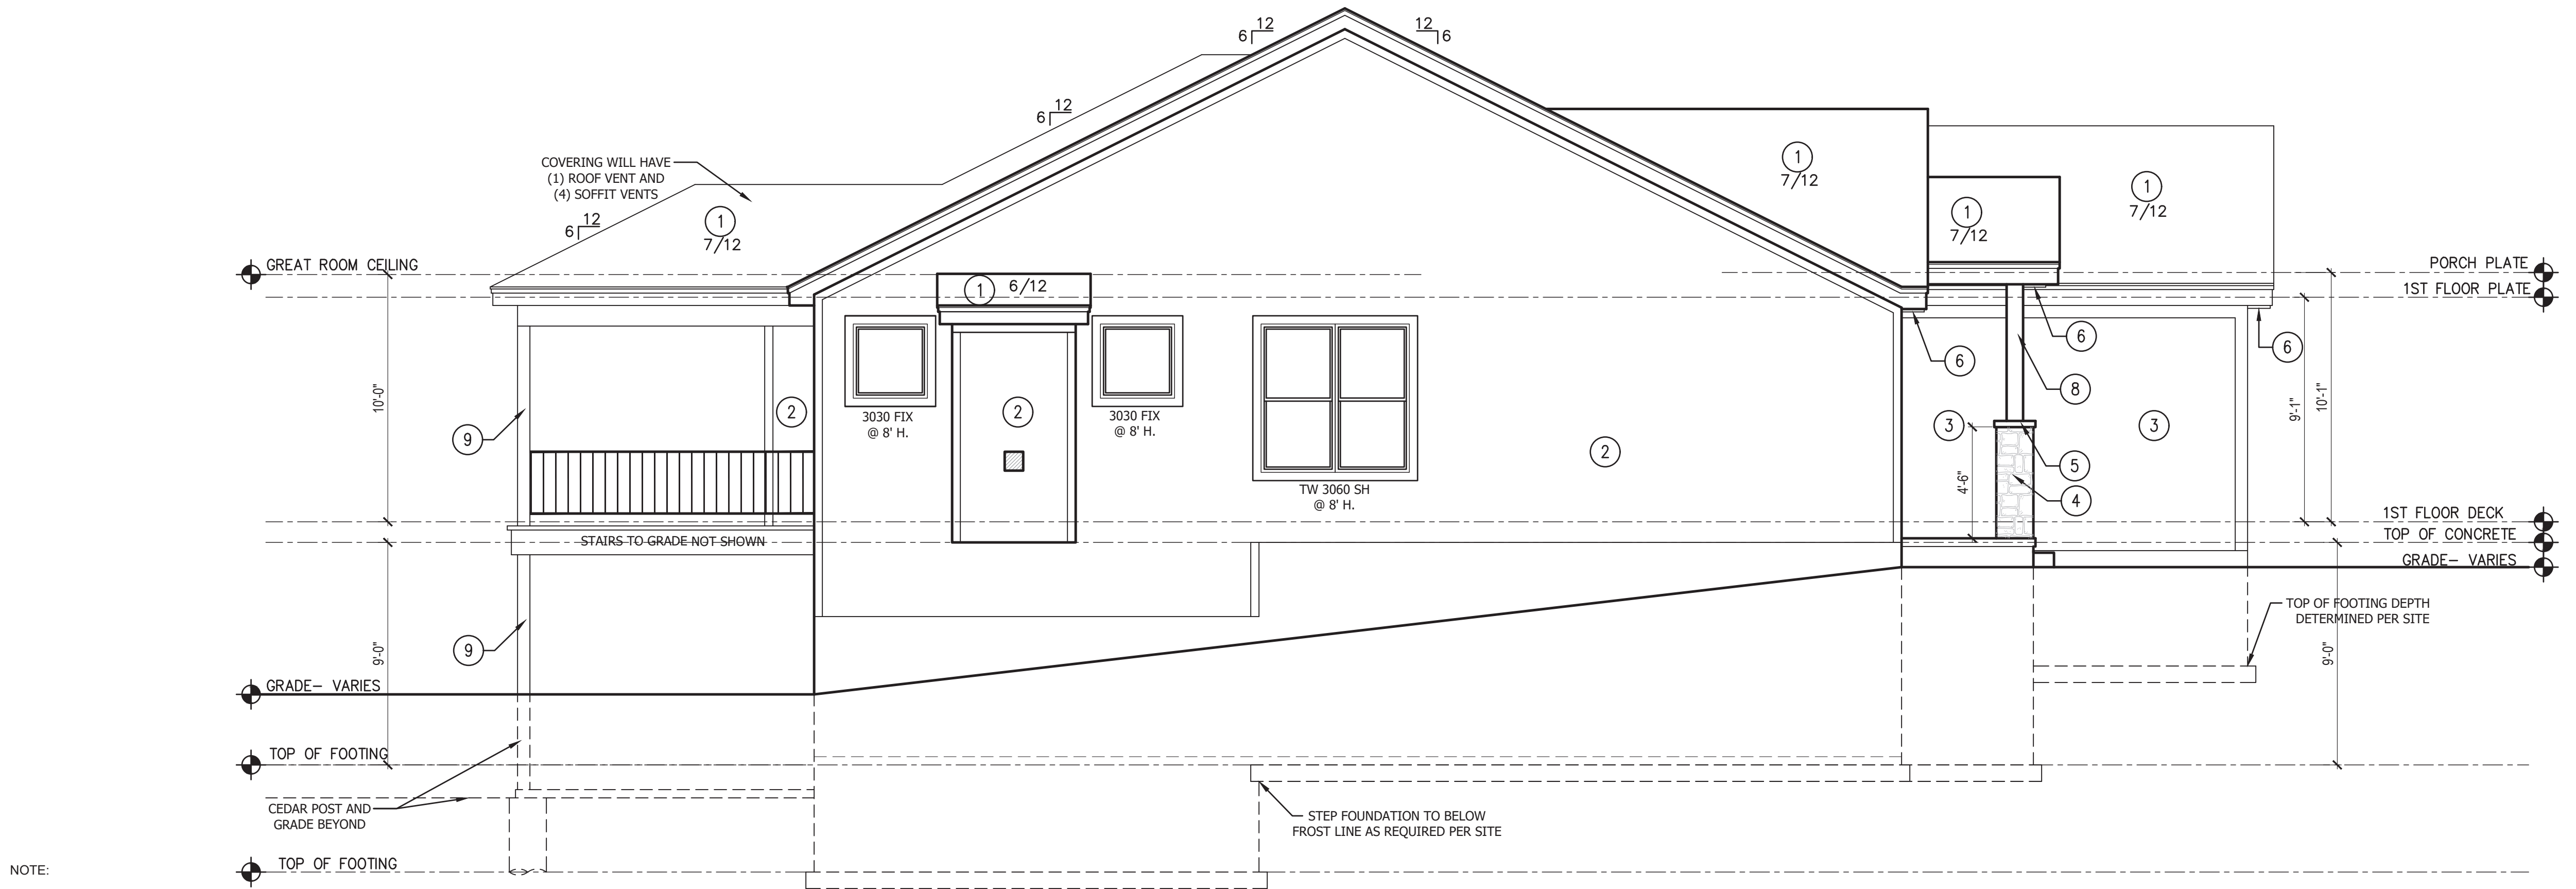 12
6
12
6
12
6
COVERING WILL HAVE
(1) ROOF VENT AND
(4) SOFFIT VENTS
12
6
1
7/12
1
7/12
1
7/12
1
7/12
GREAT ROOM CEILING
PORCH PLATE
1ST FLOOR PLATE
1
6/12
6
6
6
10'-0"
9
2
3030 FIX
@ 8' H.
2
3030 FIX
@ 8' H.
TW 3060 SH
@ 8' H.
2
3
4'-6"
8
5
4
3
9'-1"
10'-1"
1ST FLOOR DECK
TOP OF CONCRETE
GRADE- VARIES
STAIRS TO GRADE NOT SHOWN
9'-0"
9
TOP OF FOOTING DEPTH
DETERMINED PER SITE
9'-0"
GRADE- VARIES
TOP OF FOOTING
CEDAR POST AND
GRADE BEYOND
STEP FOUNDATION TO BELOW
FROST LINE AS REQUIRED PER SITE
NOTE:
TOP OF FOOTING